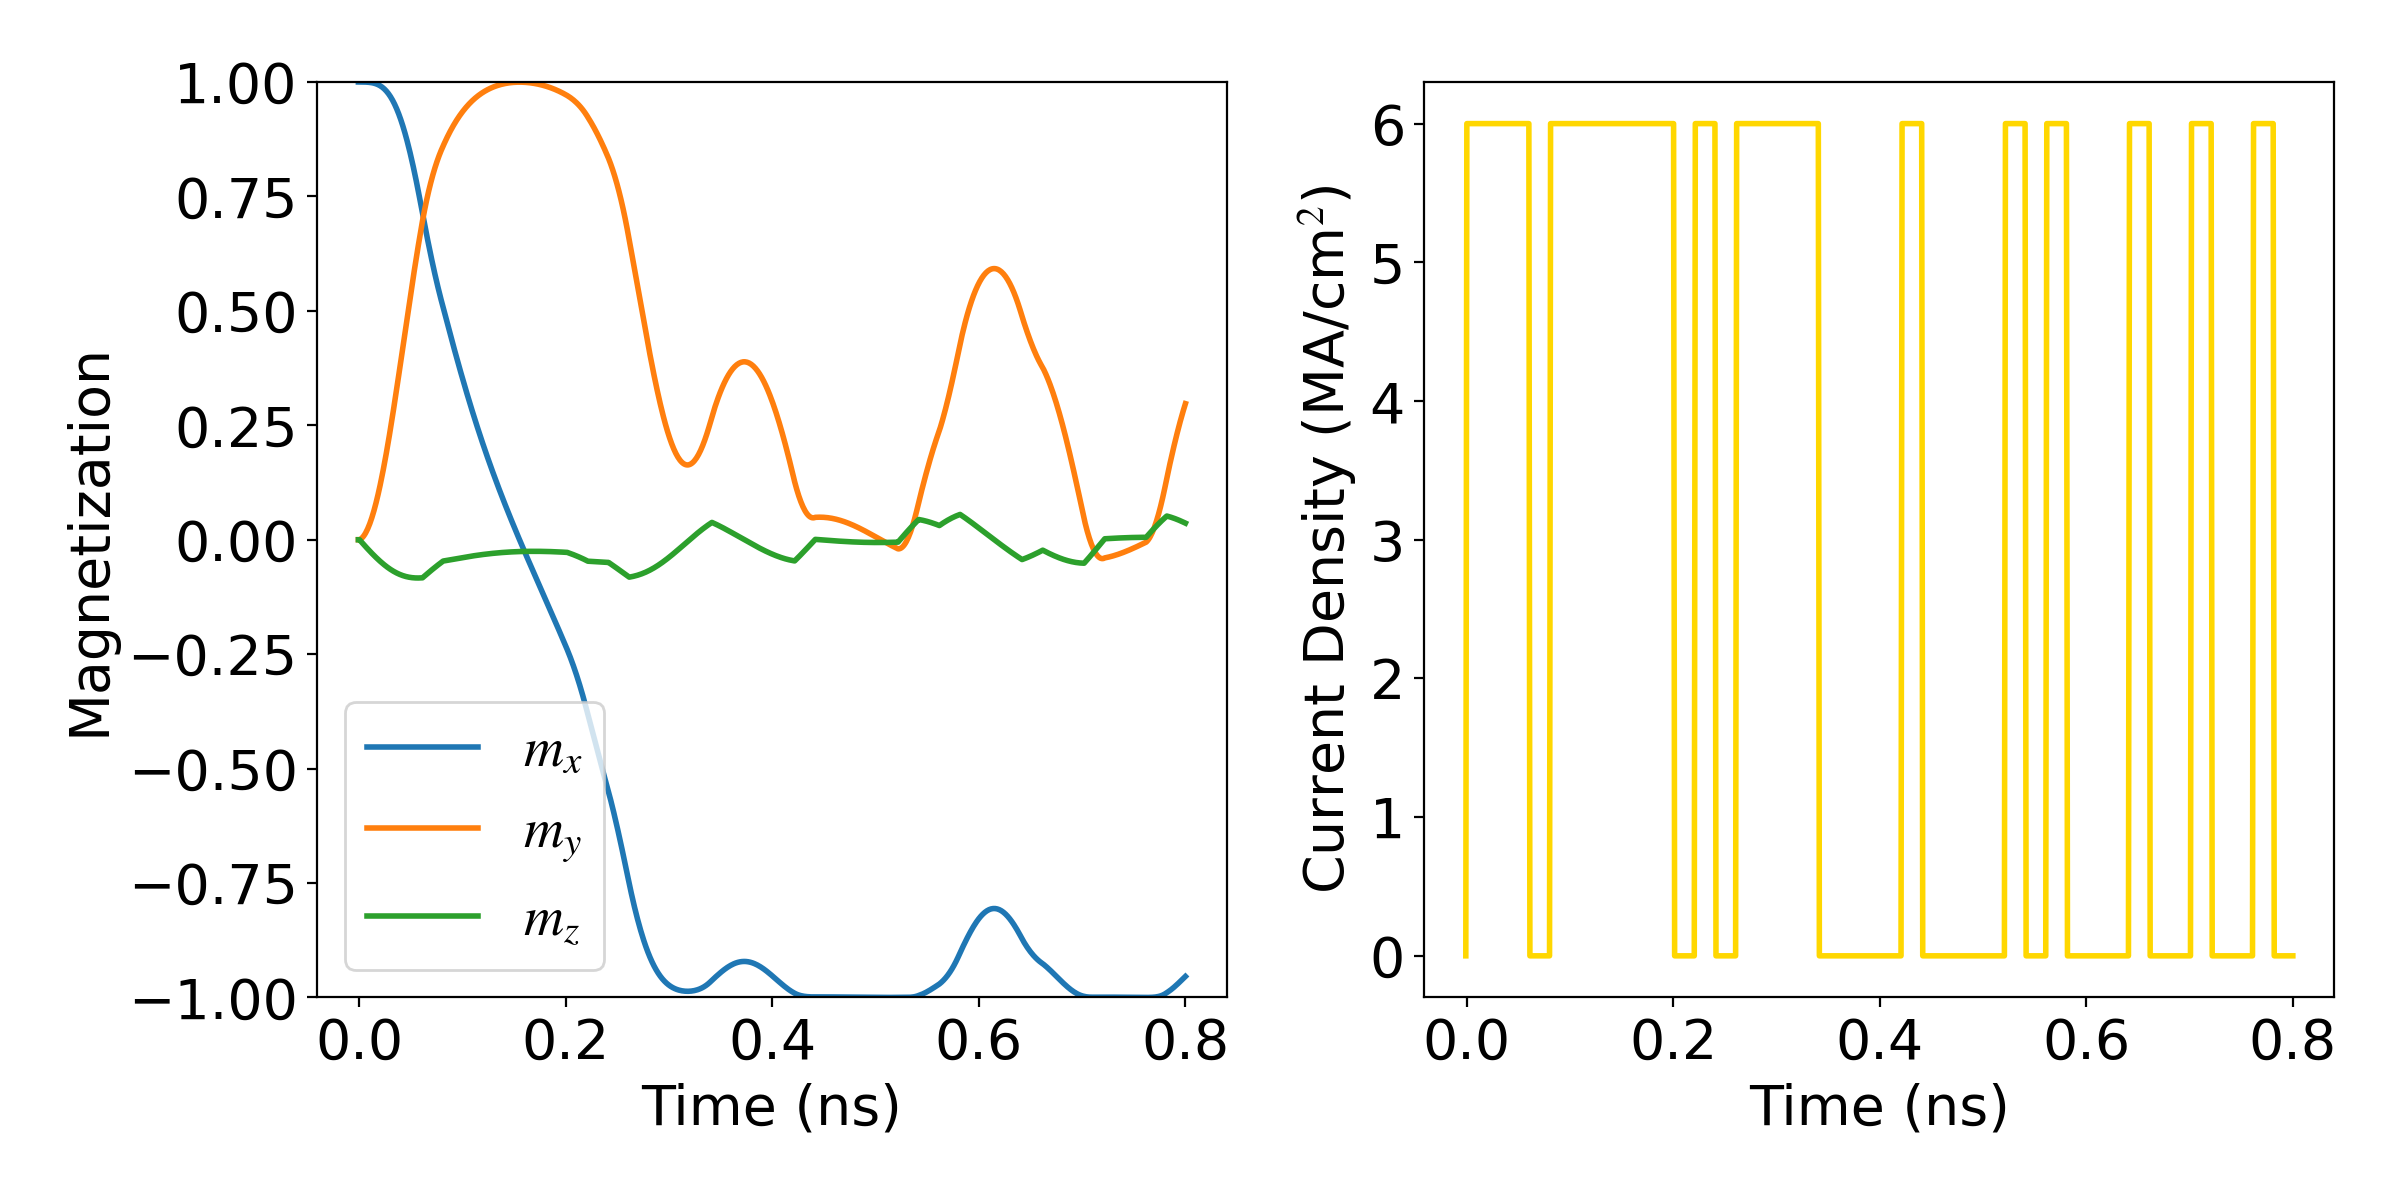 Magnetization
1.00
0.75
0.50
0.25
0.00
−0.25
−0.50
−0.75
−1.00
m_x
m_y
m_z
0.0 0.2 0.4 0.6 0.8
Time (ns)
Current Density (MA/cm²)
6
5
4
3
2
1
0
0.0 0.2 0.4 0.6 0.8
Time (ns)